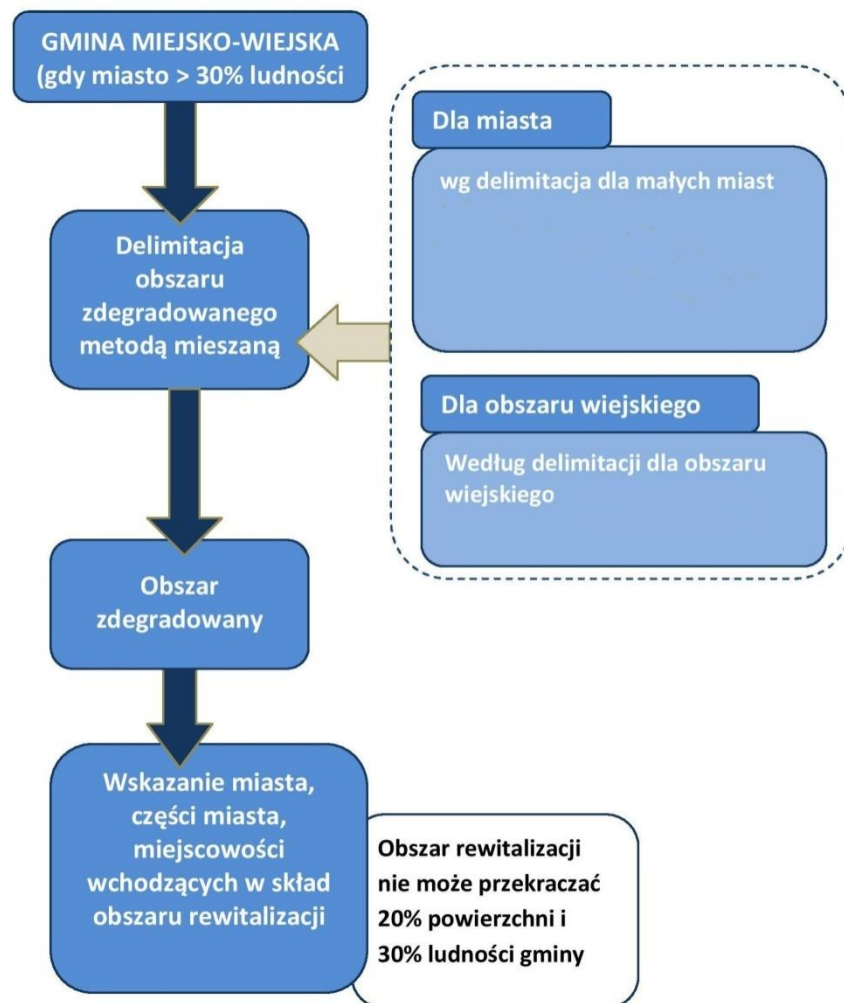 GMINA MIEJSKO-WIEJSKA
(gdy miasto > 30% ludności
Dla miasta
wg delimitacja dla małych miast
Delimitacja
obszaru
zdegradowanego
metodą mieszaną
Dla obszaru wiejskiego
Według delimitacji dla obszaru
wiejskiego
Obszar
zdegradowany
Wskazanie miasta,
części miasta,
miejscowości
wchodzących w skład
obszaru rewitalizacji
Obszar rewitalizacji
nie może przekraczać
20% powierzchni i
30% ludności gminy